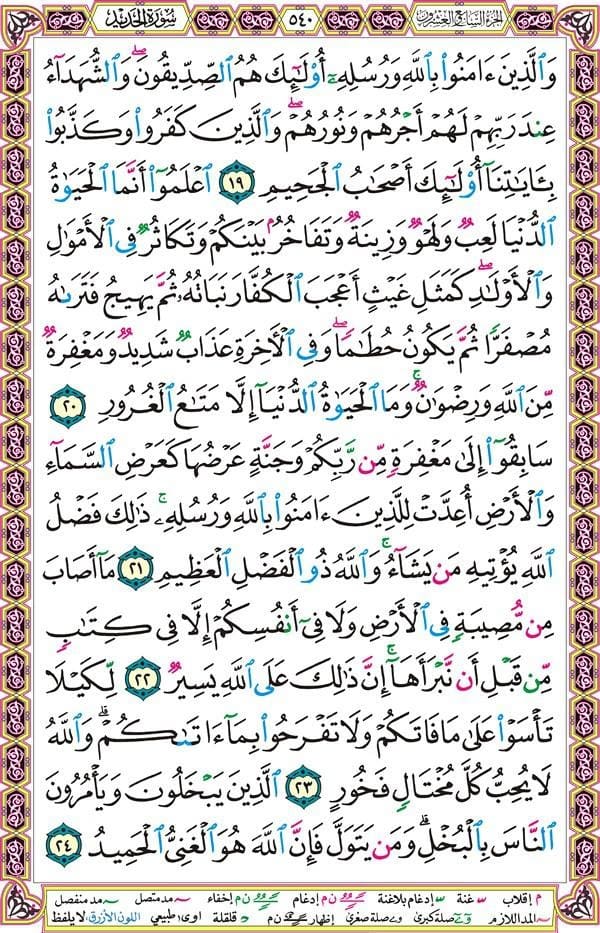 الجزء السابع والعشرون
٥٤٠
سورة الحديد
وَٱلَّذِينَ ءَامَنُوا۟ بِٱللَّهِ وَرُسُلِهِۦٓ أُو۟لَـٰٓئِكَ هُمُ ٱلصِّدِّيقُونَ ۖ وَٱلشُّهَدَآءُ
عِندَ رَبِّهِمْ لَهُمْ أَجْرُهُمْ وَنُورُهُمْ ۖ وَٱلَّذِينَ كَفَرُوا۟ وَكَذَّبُوا۟
بِـَٔايَـٰتِنَآ أُو۟لَـٰٓئِكَ أَصْحَـٰبُ ٱلْجَحِيمِ ١٩ ٱعْلَمُوٓا۟ أَنَّمَا ٱلْحَيَوٰةُ
ٱلدُّنْيَا لَعِبٌ وَلَهْوٌ وَزِينَةٌ وَتَفَاخُرٌۢ بَيْنَكُمْ وَتَكَاثُرٌ فِى ٱلْأَمْوَٰلِ
وَٱلْأَوْلَـٰدِ ۖ كَمَثَلِ غَيْثٍ أَعْجَبَ ٱلْكُفَّارَ نَبَاتُهُۥ ثُمَّ يَهِيجُ فَتَرَىٰهُ
مُصْفَرًّا ثُمَّ يَكُونُ حُطَـٰمًا ۖ وَفِى ٱلْـَٔاخِرَةِ عَذَابٌ شَدِيدٌ وَمَغْفِرَةٌ
مِّنَ ٱللَّهِ وَرِضْوَٰنٌ ۚ وَمَا ٱلْحَيَوٰةُ ٱلدُّنْيَآ إِلَّا مَتَـٰعُ ٱلْغُرُورِ ٢٠
سَابِقُوٓا۟ إِلَىٰ مَغْفِرَةٍ مِّن رَّبِّكُمْ وَجَنَّةٍ عَرْضُهَا كَعَرْضِ ٱلسَّمَآءِ
وَٱلْأَرْضِ أُعِدَّتْ لِلَّذِينَ ءَامَنُوا۟ بِٱللَّهِ وَرُسُلِهِۦ ۚ ذَٰلِكَ فَضْلُ
ٱللَّهِ يُؤْتِيهِ مَن يَشَآءُ ۚ وَٱللَّهُ ذُو ٱلْفَضْلِ ٱلْعَظِيمِ ٢١ مَآ أَصَابَ
مِن مُّصِيبَةٍ فِى ٱلْأَرْضِ وَلَا فِىٓ أَنفُسِكُمْ إِلَّا فِى كِتَـٰبٍ
مِّن قَبْلِ أَن نَّبْرَأَهَآ ۚ إِنَّ ذَٰلِكَ عَلَى ٱللَّهِ يَسِيرٌ ٢٢ لِّكَيْلَا
تَأْسَوْا۟ عَلَىٰ مَا فَاتَكُمْ وَلَا تَفْرَحُوا۟ بِمَآ ءَاتَىٰكُمْ ۗ وَٱللَّهُ
لَا يُحِبُّ كُلَّ مُخْتَالٍ فَخُورٍ ٢٣ ٱلَّذِينَ يَبْخَلُونَ وَيَأْمُرُونَ
ٱلنَّاسَ بِٱلْبُخْلِ ۗ وَمَن يَتَوَلَّ فَإِنَّ ٱللَّهَ هُوَ ٱلْغَنِىُّ ٱلْحَمِيدُ ٢٤
م إقلاب غنة إدغام بلاغنة ن م إدغام ن م إخفاء مد متصل مد منفصل
المد اللازم صلة كبرى صلة صغرى إظهار ن م قلقلة اوى طبيعي اللون الأزرق لا يلفظ